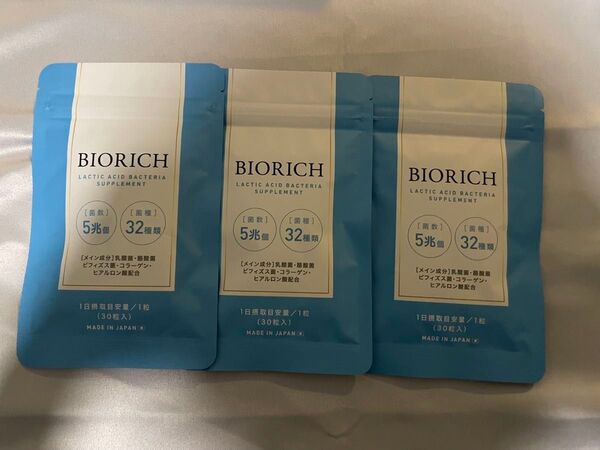 BIORICH
LACTIC ACID BACTERIA
SUPPLEMENT
[菌数]
5兆個
[菌種]
32種類
[メイン成分]乳酸菌・酪酸菌
ビフィズス菌・コラーゲン・
ヒアルロン酸配合
1日摂取目安量/1粒
(30粒入)
MADE IN JAPAN
BIORICH
LACTIC ACID BACTERIA
SUPPLEMENT
[菌数]
5兆個
[菌種]
32種類
[メイン成分]乳酸菌・酪酸菌
ビフィズス菌・コラーゲン・
ヒアルロン酸配合
1日摂取目安量/1粒
(30粒入)
MADE IN JAPAN
BIORICH
LACTIC ACID BACTERIA
SUPPLEMENT
[菌数]
5兆個
[菌種]
32種類
[メイン成分]乳酸菌・酪酸菌
ビフィズス菌・コラーゲン・
ヒアルロン酸配合
1日摂取目安量/1粒
(30粒入)
MADE IN JAPAN